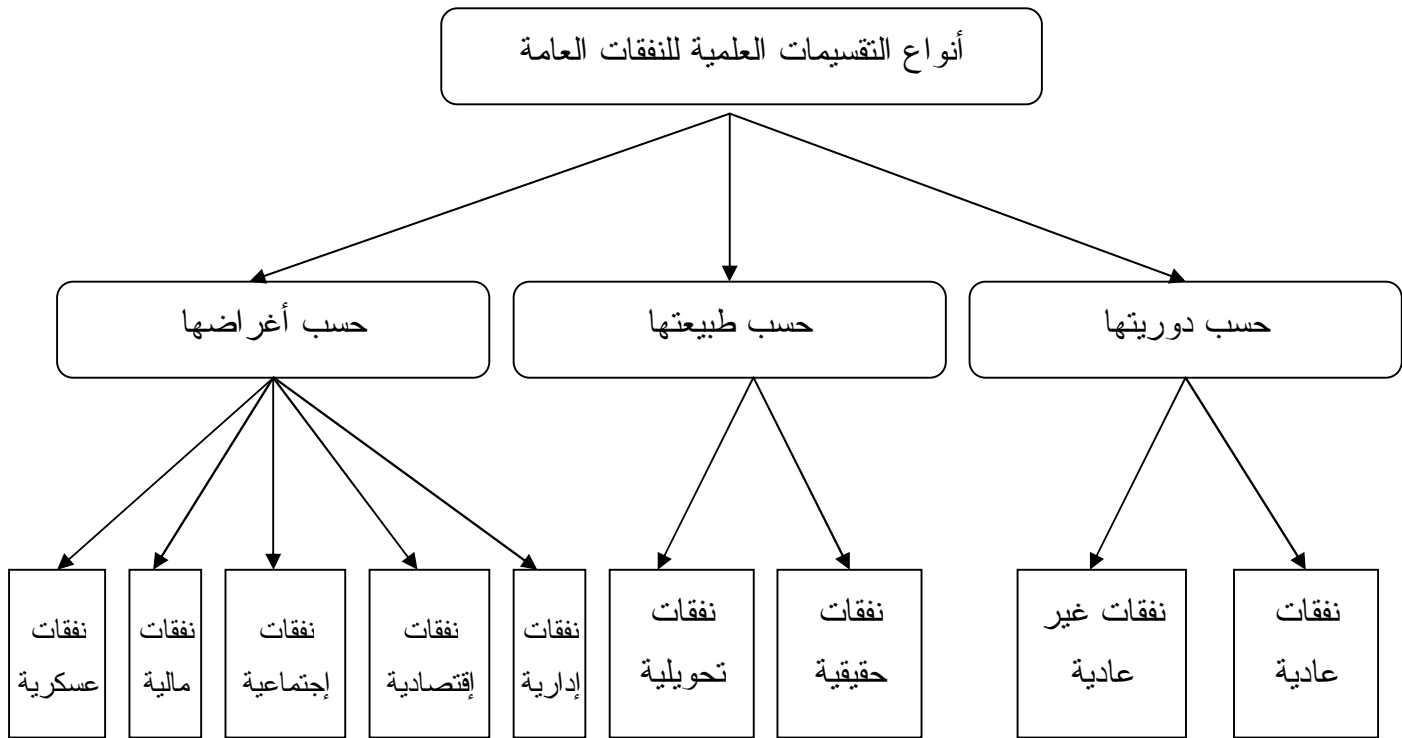 أنواع التقسيمات العلمية للنفقات العامة
حسب دوريتها
حسب طبيعتها
حسب أغراضها
نفقات
عادية
نفقات غير
عادية
نفقات
حقيقية
نفقات
تحويلية
نفقات
إدارية
نفقات
إقتصادية
نفقات
إجتماعية
نفقات
مالية
نفقات
عسكرية